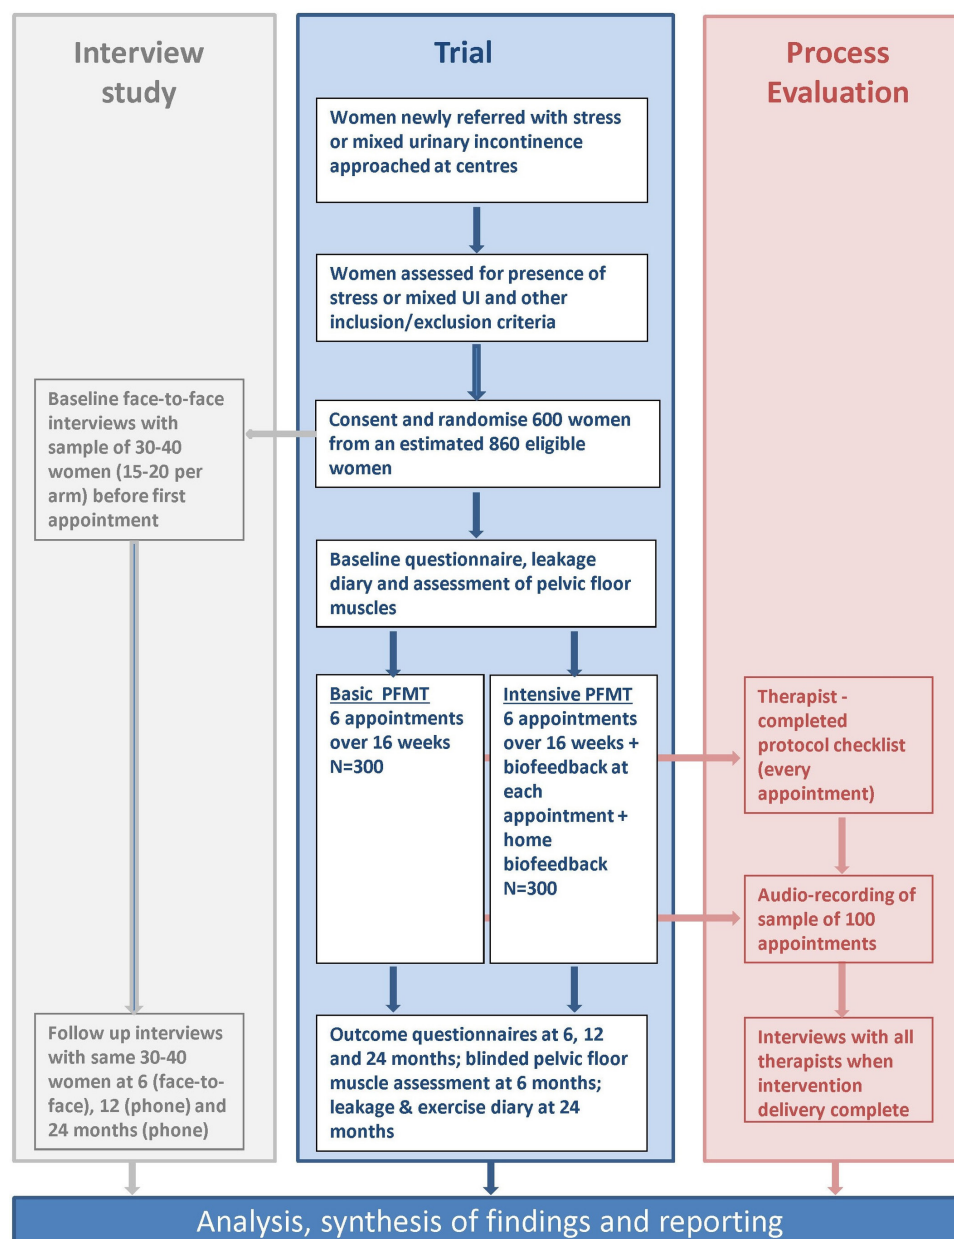 Interview
study
Baseline face-to-face
interviews with
sample of 30-40
women (15-20 per
arm) before first
appointment
Follow up interviews
with same 30-40
women at 6 (face-to-
face), 12 (phone) and
24 months (phone)
Trial
Women newly referred with stress
or mixed urinary incontinence
approached at centres
Women assessed for presence of
stress or mixed UI and other
inclusion/exclusion criteria
Consent and randomise 600 women
from an estimated 860 eligible
women
Baseline questionnaire, leakage
diary and assessment of pelvic floor
muscles
Basic PFMT
6 appointments
over 16 weeks
N=300
Intensive PFMT
6 appointments
over 16 weeks +
biofeedback at
each
appointment +
home
biofeedback
N=300
Outcome questionnaires at 6, 12
and 24 months; blinded pelvic floor
muscle assessment at 6 months;
leakage & exercise diary at 24
months
Process
Evaluation
Therapist -
completed
protocol checklist
(every
appointment)
Audio-recording of
sample of 100
appointments
Interviews with all
therapists when
intervention
delivery complete
Analysis, synthesis of findings and reporting